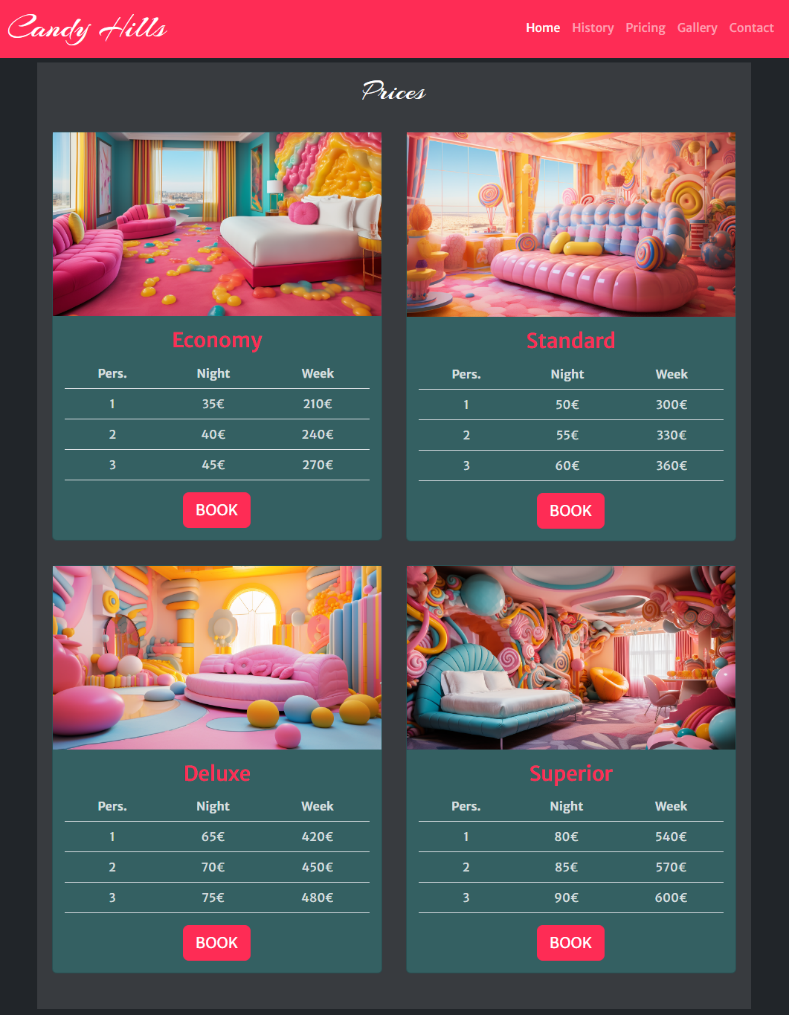 Candy Hills
Home History Pricing Gallery Contact
Prices
Economy
Pers. Night Week
1 35€ 210€
2 40€ 240€
3 45€ 270€
BOOK
Standard
Pers. Night Week
1 50€ 300€
2 55€ 330€
3 60€ 360€
BOOK
Deluxe
Pers. Night Week
1 65€ 420€
2 70€ 450€
3 75€ 480€
BOOK
Superior
Pers. Night Week
1 80€ 540€
2 85€ 570€
3 90€ 600€
BOOK